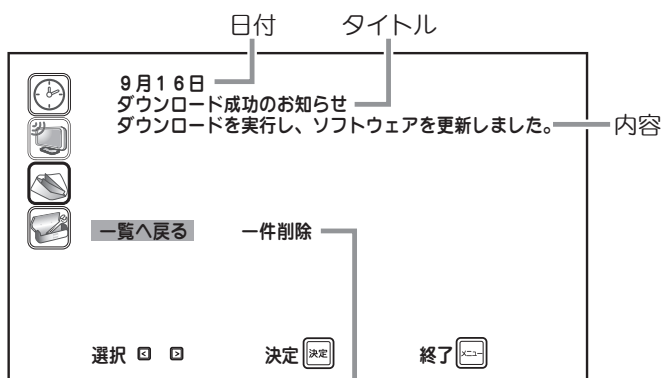 日付 タイトル
9月16日
ダウンロード成功のお知らせ
ダウンロードを実行し、ソフトウェアを更新しました。 内容
一覧へ戻る 一件削除
選択 決定 決定 終了 メニュー